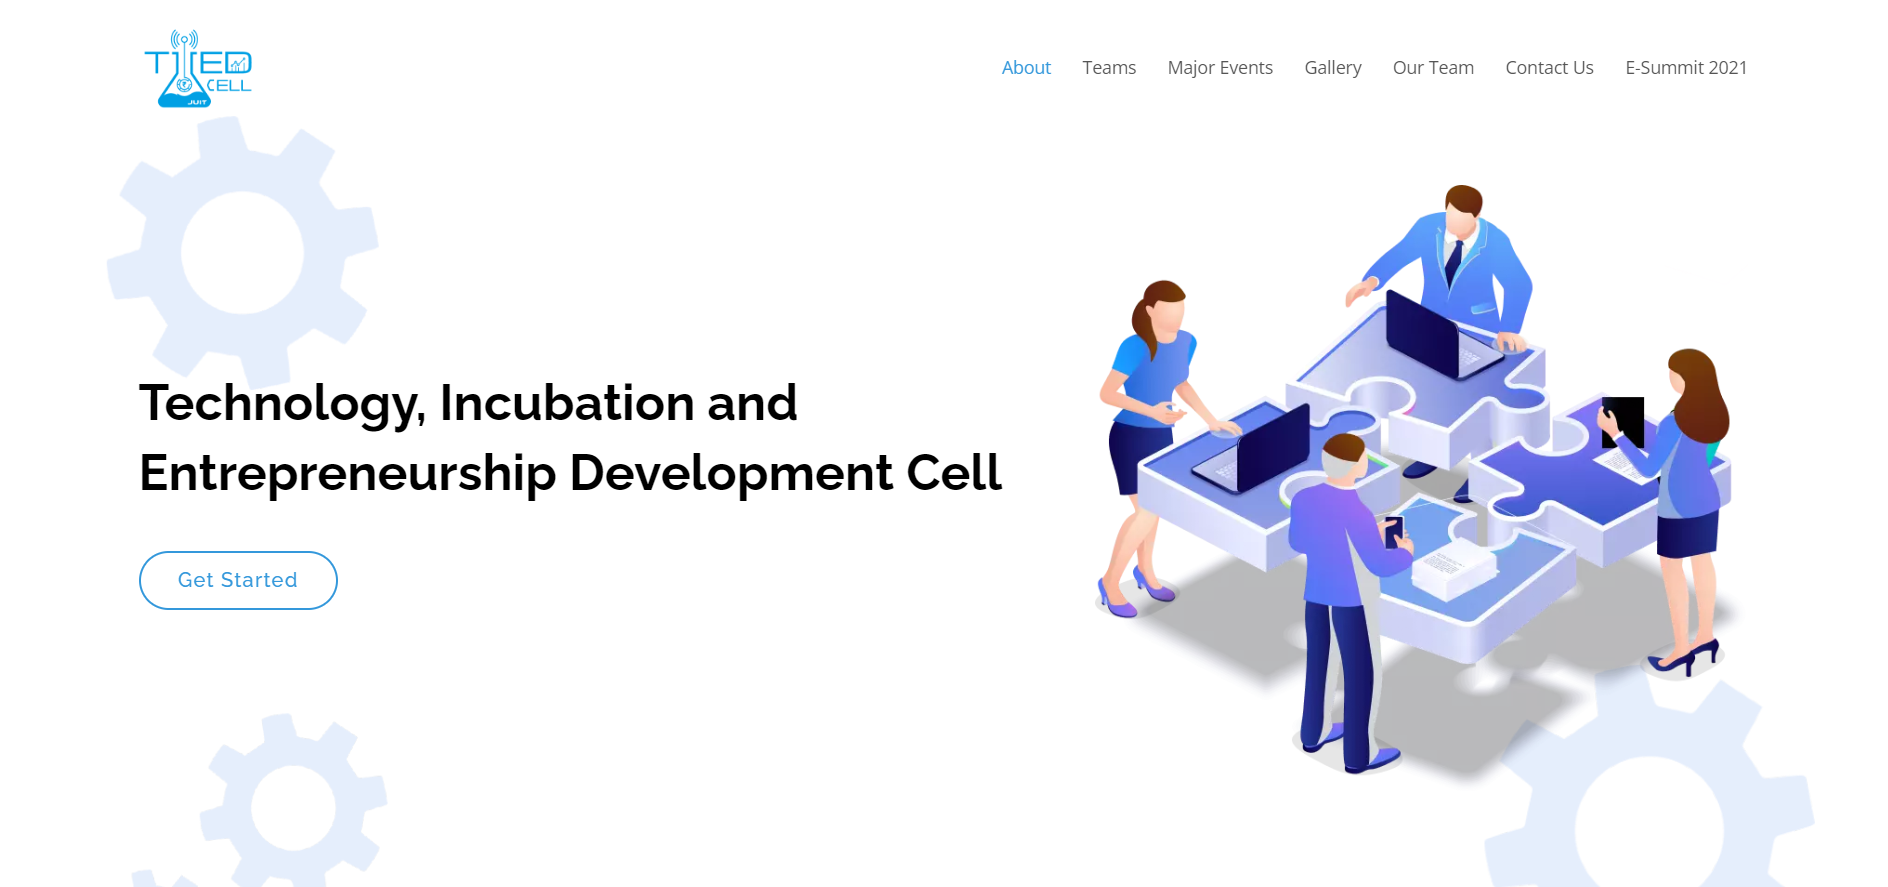 TIED
CELL
JUIT
About Teams Major Events Gallery Our Team Contact Us E-Summit 2021
Technology, Incubation and
Entrepreneurship Development Cell
Get Started